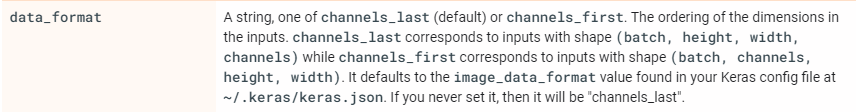 data_format
A string, one of channels_last (default) or channels_first. The ordering of the dimensions in
the inputs. channels_last corresponds to inputs with shape (batch, height, width,
channels) while channels_first corresponds to inputs with shape (batch, channels,
height, width). It defaults to the image_data_format value found in your Keras config file at
~/.keras/keras.json. If you never set it, then it will be "channels_last".